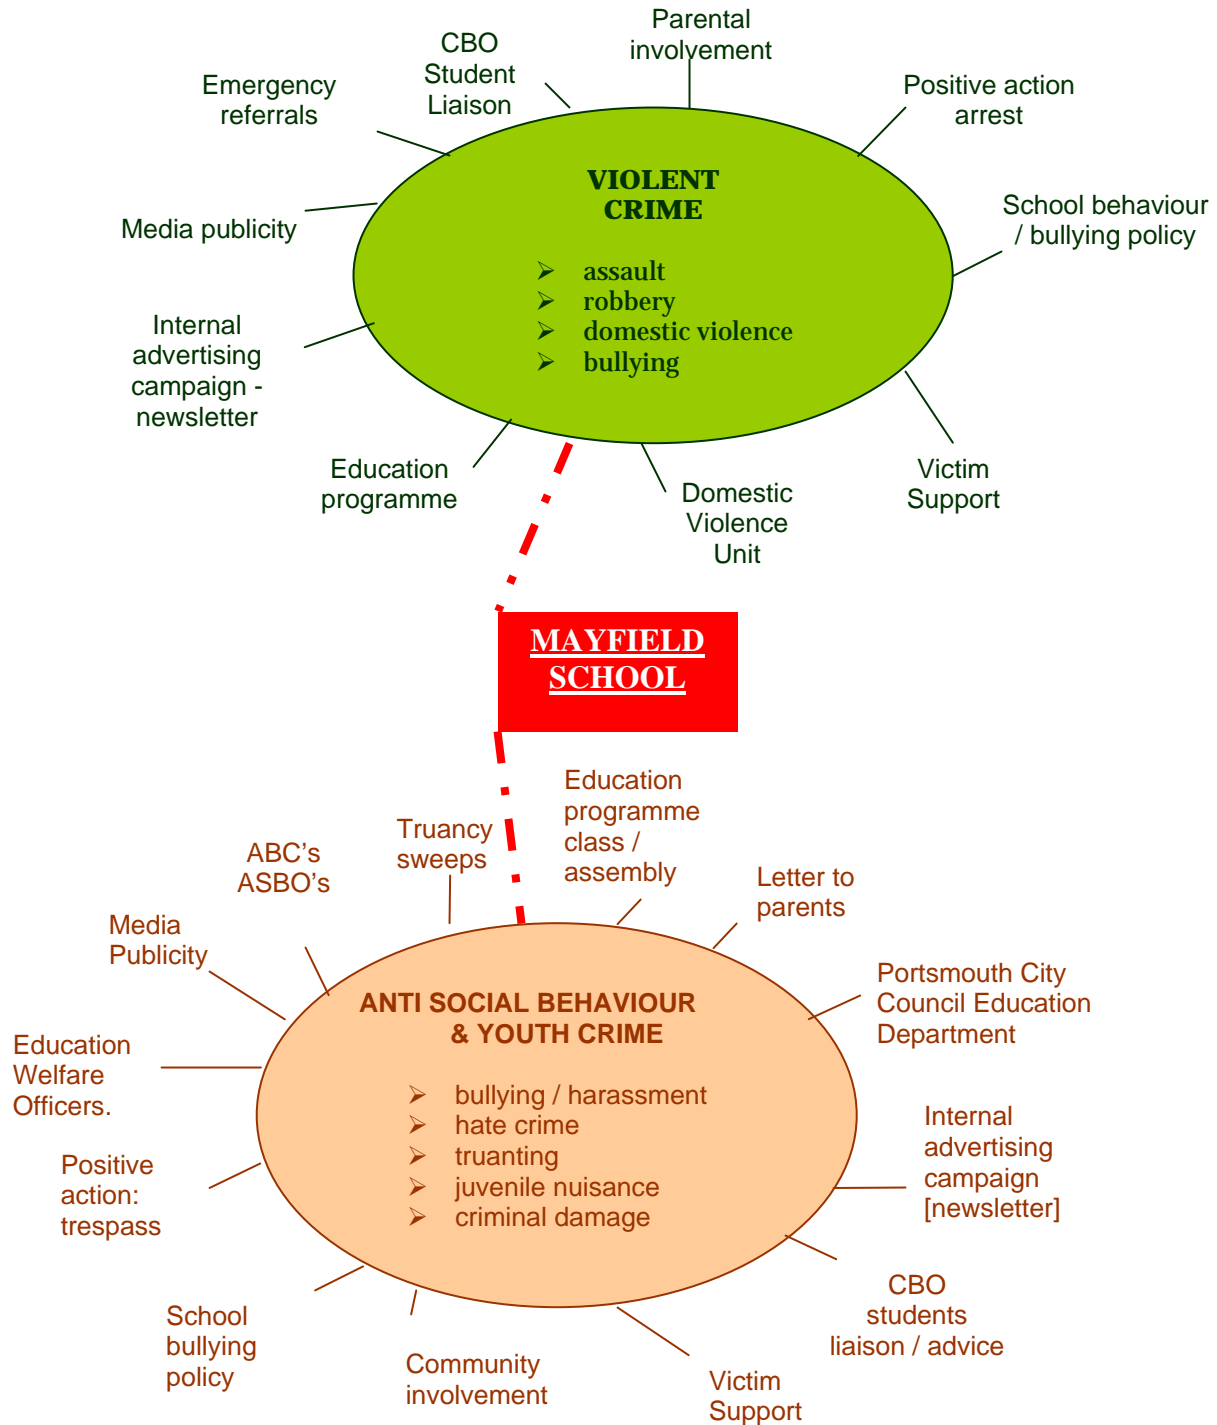 Parental
involvement
CBO
Student
Liaison
Emergency
referrals
Positive action
arrest
VIOLENT
CRIME
School behaviour
/ bullying policy
Media publicity
➢ assault
➢ robbery
➢ domestic violence
➢ bullying
Internal
advertising
campaign -
newsletter
Education
programme
Domestic
Violence
Unit
Victim
Support
MAYFIELD
SCHOOL
Education
programme
class /
assembly
Truancy
sweeps
ABC’s
ASBO’s
Letter to
parents
Media
Publicity
Portsmouth City
Council Education
Department
ANTI SOCIAL BEHAVIOUR
& YOUTH CRIME
Education
Welfare
Officers.
➢ bullying / harassment
➢ hate crime
➢ truanting
➢ juvenile nuisance
➢ criminal damage
Internal
advertising
campaign
[newsletter]
Positive
action:
trespass
CBO
students
liaison / advice
School
bullying
policy
Community
involvement
Victim
Support